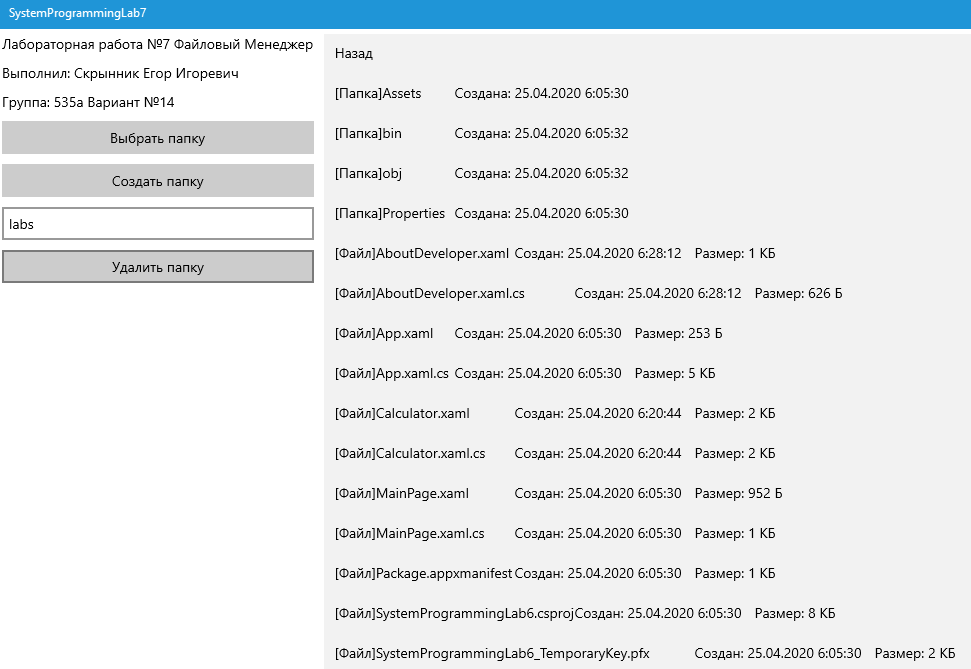 SystemProgrammingLab7
Лабораторная работа №7 Файловый Менеджер
Выполнил: Скрынник Егор Игоревич
Группа: 535а Вариант №14
Выбрать папку
Создать папку
labs
Удалить папку
Назад
[Папка]Assets Создана: 25.04.2020 6:05:30
[Папка]bin Создана: 25.04.2020 6:05:32
[Папка]obj Создана: 25.04.2020 6:05:32
[Папка]Properties Создана: 25.04.2020 6:05:30
[Файл]AboutDeveloper.xaml Создан: 25.04.2020 6:28:12 Размер: 1 КБ
[Файл]AboutDeveloper.xaml.cs Создан: 25.04.2020 6:28:12 Размер: 626 Б
[Файл]App.xaml Создан: 25.04.2020 6:05:30 Размер: 253 Б
[Файл]App.xaml.cs Создан: 25.04.2020 6:05:30 Размер: 5 КБ
[Файл]Calculator.xaml Создан: 25.04.2020 6:20:44 Размер: 2 КБ
[Файл]Calculator.xaml.cs Создан: 25.04.2020 6:20:44 Размер: 2 КБ
[Файл]MainPage.xaml Создан: 25.04.2020 6:05:30 Размер: 952 Б
[Файл]MainPage.xaml.cs Создан: 25.04.2020 6:05:30 Размер: 1 КБ
[Файл]Package.appxmanifest Создан: 25.04.2020 6:05:30 Размер: 1 КБ
[Файл]SystemProgrammingLab6.csprojСоздан: 25.04.2020 6:05:30 Размер: 8 КБ
[Файл]SystemProgrammingLab6_TemporaryKey.pfx Создан: 25.04.2020 6:05:30 Размер: 2 КБ